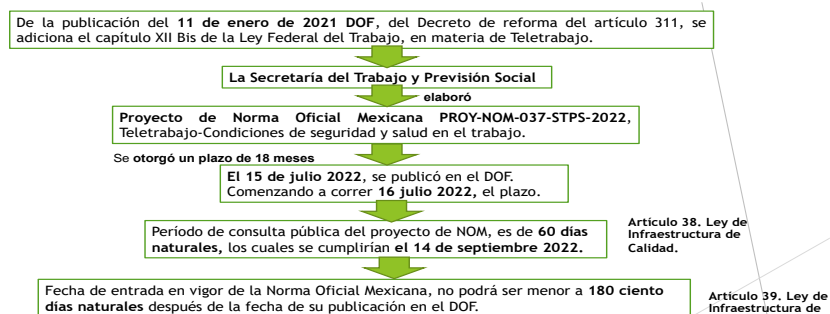 De la publicación del 11 de enero de 2021 DOF, del Decreto de reforma del artículo 311, se
adiciona el capítulo XII Bis de la Ley Federal del Trabajo, en materia de Teletrabajo.
La Secretaría del Trabajo y Previsión Social
elaboró
Proyecto de Norma Oficial Mexicana PROY-NOM-037-STPS-2022,
Teletrabajo-Condiciones de seguridad y salud en el trabajo.
Se otorgó un plazo de 18 meses
El 15 de julio 2022, se publicó en el DOF.
Comenzando a correr 16 julio 2022, el plazo.
Período de consulta pública del proyecto de NOM, es de 60 días
naturales, los cuales se cumplirían el 14 de septiembre 2022.
Artículo 38. Ley de
Infraestructura de
Calidad.
Fecha de entrada en vigor de la Norma Oficial Mexicana, no podrá ser menor a 180 ciento
días naturales después de la fecha de su publicación en el DOF.
Artículo 39. Ley de
Infraestructura de